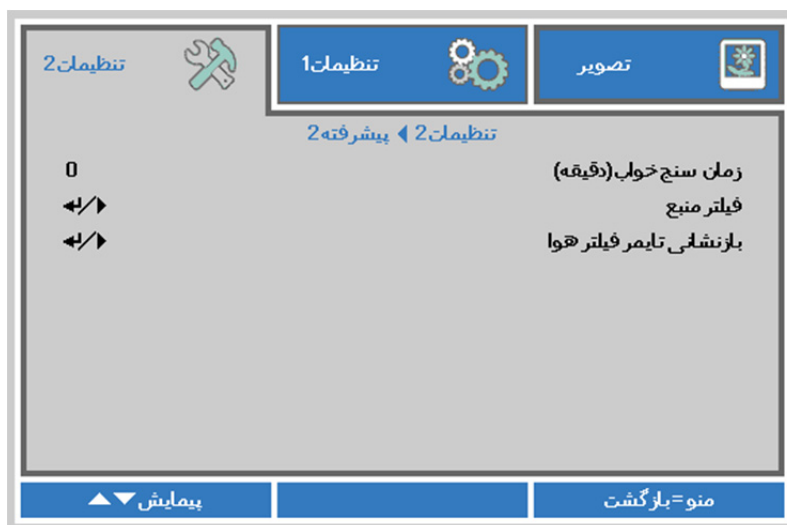 تصویر
تنظیمات1
تنظیمات2
تنظیمات2 ◀ پیشرفته2
زمان سنج خواب(دقیقه) 0
فیلتر منبع ↵/▶
بازنشانی تایمر فیلتر هوا ↵/▶
منو=بازگشت
پیمایش▼▲